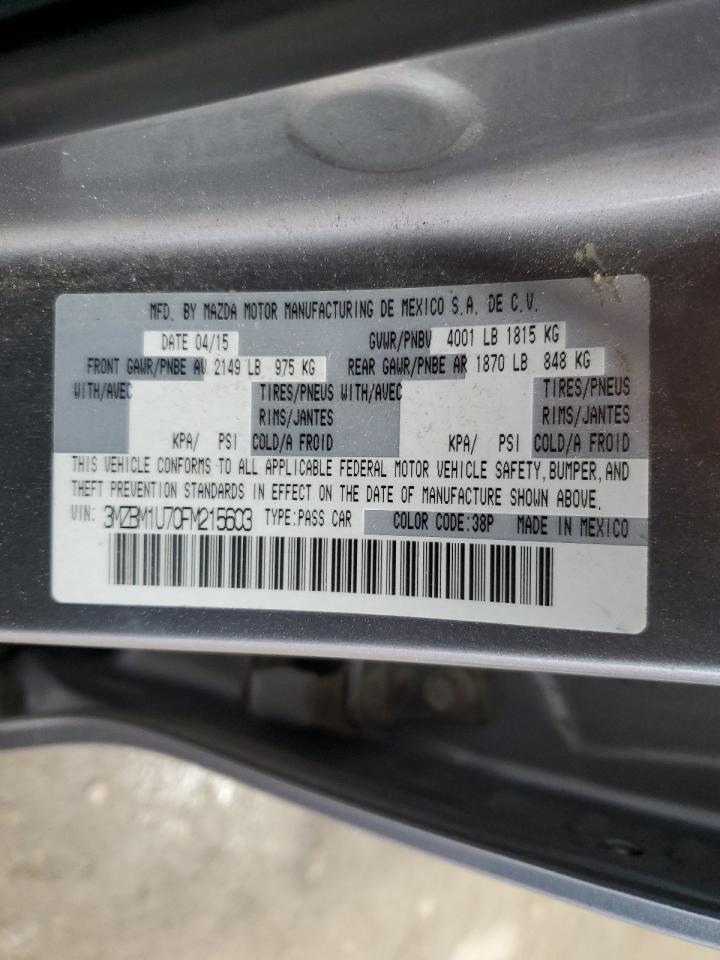 MFD. BY MAZDA MOTOR MANUFACTURING DE MEXICO S.A. DE C.V.
DATE 04/15 GVWR/PNBV 4001 LB 1815 KG
FRONT GAWR/PNBE AV 2149 LB 975 KG REAR GAWR/PNBE AR 1870 LB 848 KG
WITH/AVEC TIRES/PNEUS WITH/AVEC TIRES/PNEUS
RIMS/JANTES RIMS/JANTES
KPA/ PSI COLD/A FROID KPA/ PSI COLD/A FROID
THIS VEHICLE CONFORMS TO ALL APPLICABLE FEDERAL MOTOR VEHICLE SAFETY, BUMPER, AND
THEFT PREVENTION STANDARDS IN EFFECT ON THE DATE OF MANUFACTURE SHOWN ABOVE.
VIN: 3MZBM1U70FM215603 TYPE:PASS CAR COLOR CODE:38P MADE IN MEXICO